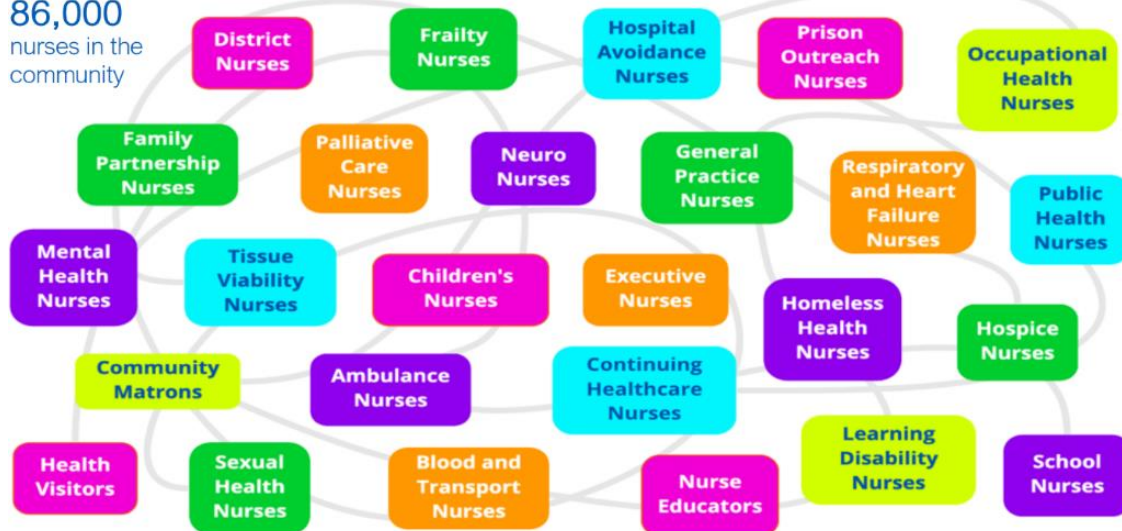 86,000
nurses in the
community
District
Nurses
Frailty
Nurses
Hospital
Avoidance
Nurses
Prison
Outreach
Nurses
Occupational
Health
Nurses
Family
Partnership
Nurses
Palliative
Care
Nurses
Neuro
Nurses
General
Practice
Nurses
Respiratory
and Heart
Failure
Nurses
Public
Health
Nurses
Mental
Health
Nurses
Tissue
Viability
Nurses
Children's
Nurses
Executive
Nurses
Homeless
Health
Nurses
Hospice
Nurses
Community
Matrons
Ambulance
Nurses
Continuing
Healthcare
Nurses
Health
Visitors
Sexual
Health
Nurses
Blood and
Transport
Nurses
Nurse
Educators
Learning
Disability
Nurses
School
Nurses